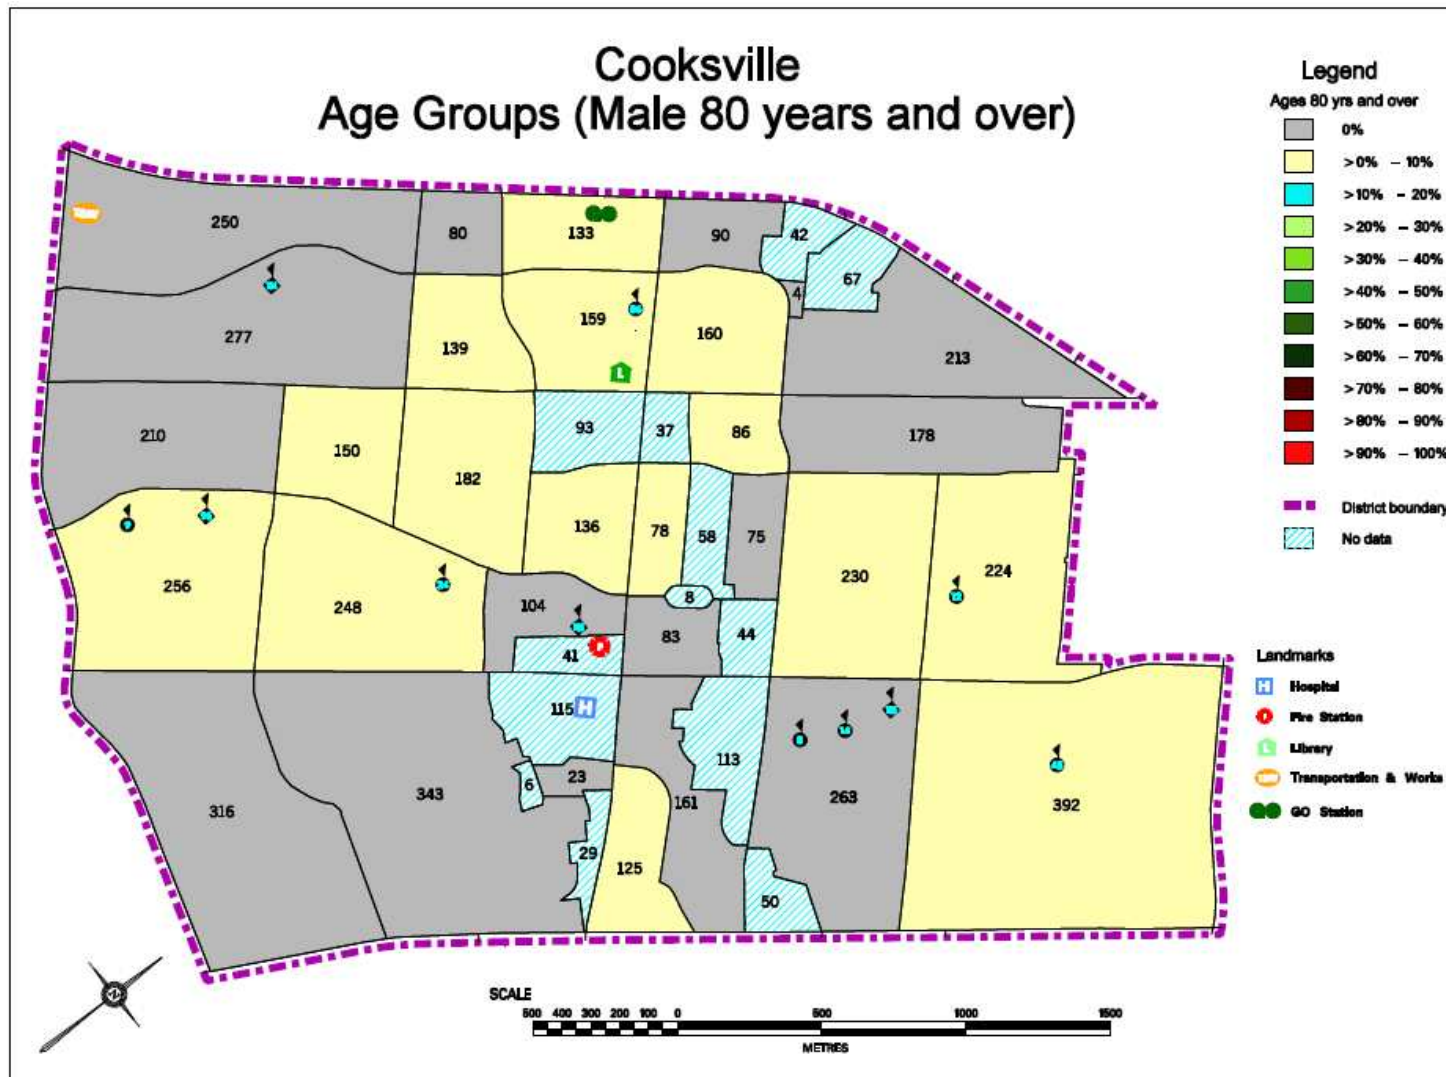 Cooksville
Age Groups (Male 80 years and over)
Legend
Ages 80 yrs and over
0%
>0% – 10%
>10% – 20%
>20% – 30%
>30% – 40%
>40% – 50%
>50% – 60%
>60% – 70%
>70% – 80%
>80% – 90%
>90% – 100%
District boundary
No data
Landmarks
H Hospital
Fire Station
L Library
Transportation & Works
GO Station
250
80
133
90
42
67
4
277
139
159
160
213
L
210
150
182
93
37
86
178
136
78
58
75
256
248
230
224
104
8
83
44
41
115
H
113
316
343
6
23
161
263
392
29
125
50
SCALE
500 400 300 200 100 0 500 1000 1500
METRES